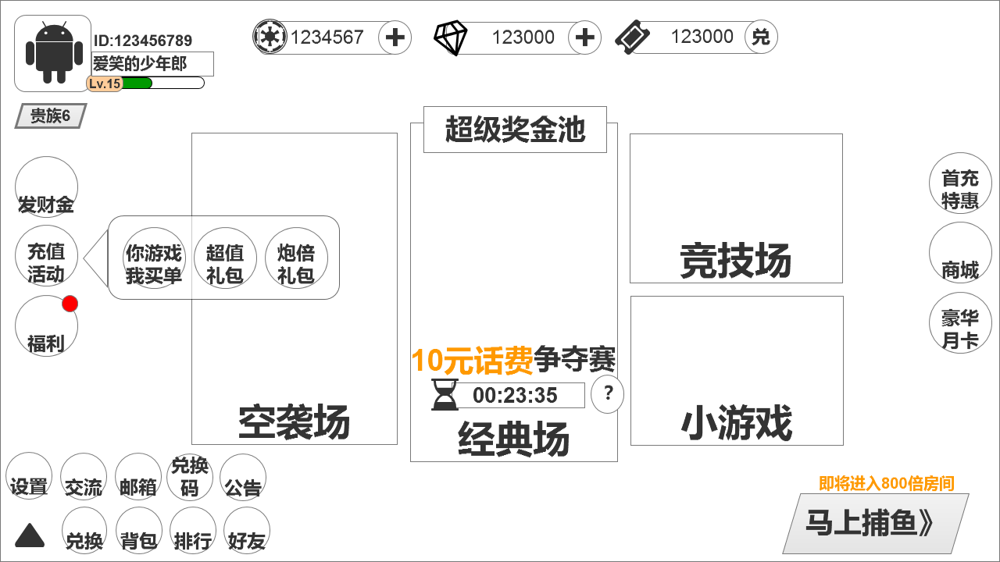 ID:123456789
爱笑的少年郎
Lv.15
1234567
123000
123000
兑
贵族6
超级奖金池
发财金
充值
活动
福利
你游戏
我买单
超值
礼包
炮倍
礼包
空袭场
10元话费争夺赛
00:23:35
?
经典场
竞技场
小游戏
首充
特惠
商城
豪华
月卡
设置
交流
邮箱
兑换
码
公告
兑换
背包
排行
好友
即将进入800倍房间
马上捕鱼》